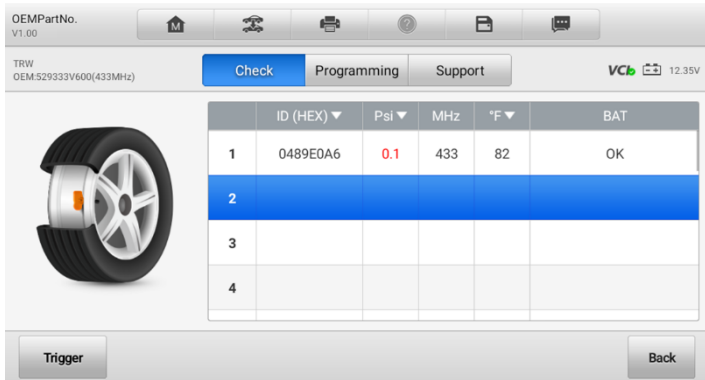 OEMPartNo.
V1.00
M
?
TRW
OEM:529333V600(433MHz)
Check Programming Support
VCI 12.35V
ID (HEX) ▼ Psi ▼ MHz °F ▼ BAT
1 0489E0A6 0.1 433 82 OK
2
3
4
Trigger Back